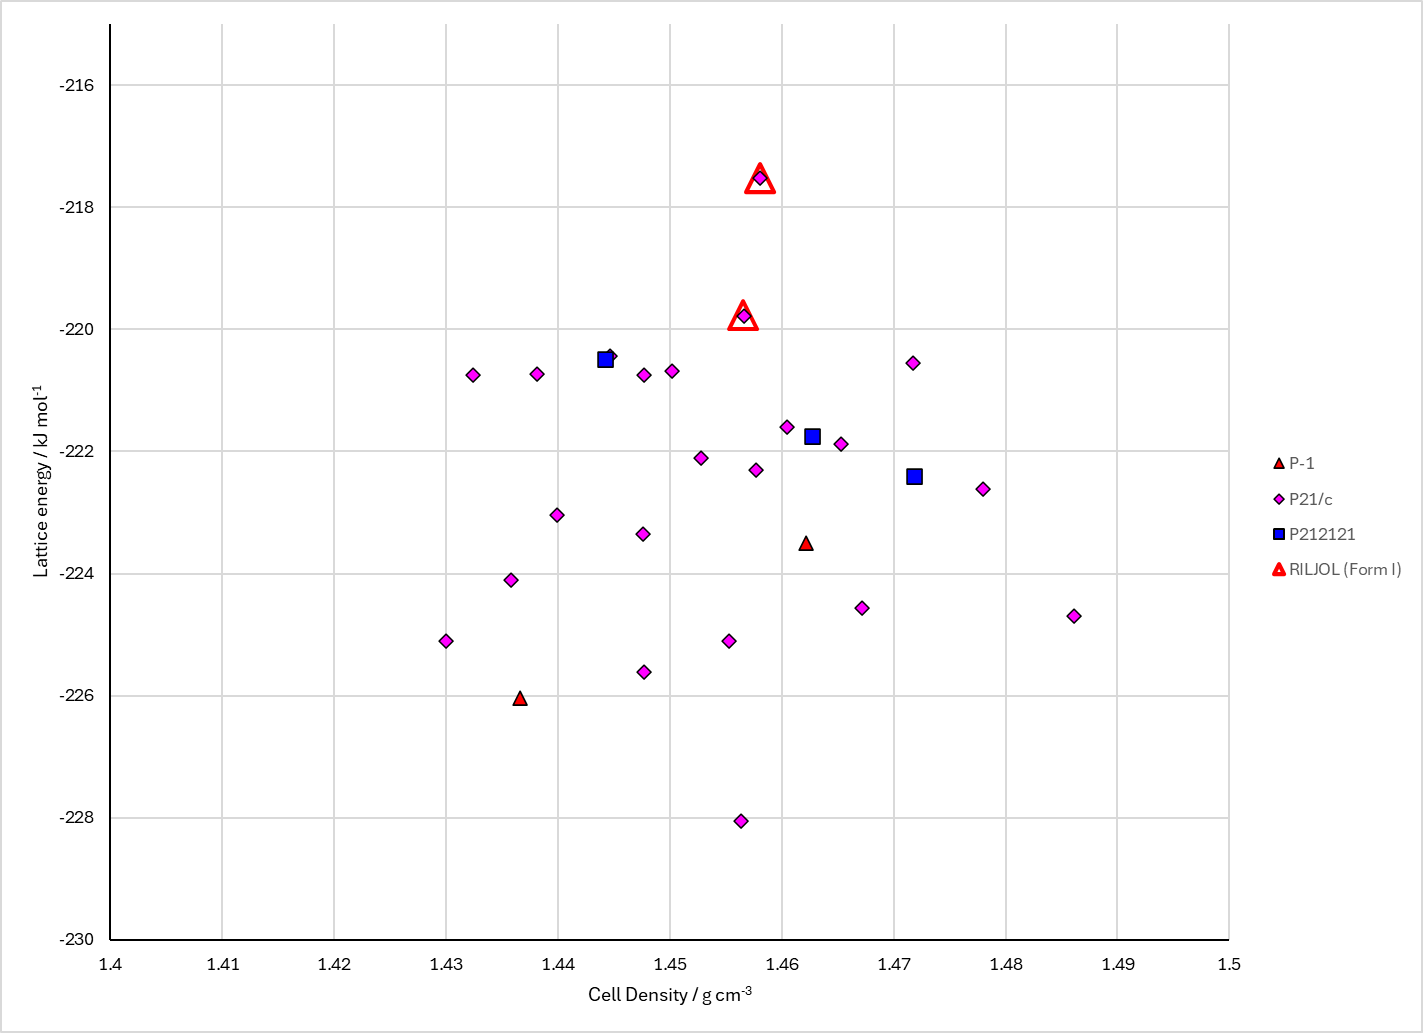 -216
-218
-220
-222
-224
-226
-228
-230
Lattice energy / kJ mol-1
1.4 1.41 1.42 1.43 1.44 1.45 1.46 1.47 1.48 1.49 1.5
Cell Density / g cm-3
P-1
P21/c
P212121
RILJOL (Form I)